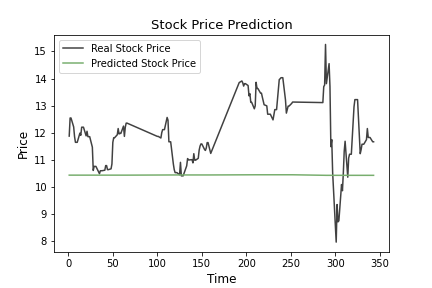 Stock Price Prediction
Real Stock Price
Predicted Stock Price
Price
15
14
13
12
11
10
9
8
0 50 100 150 200 250 300 350
Time